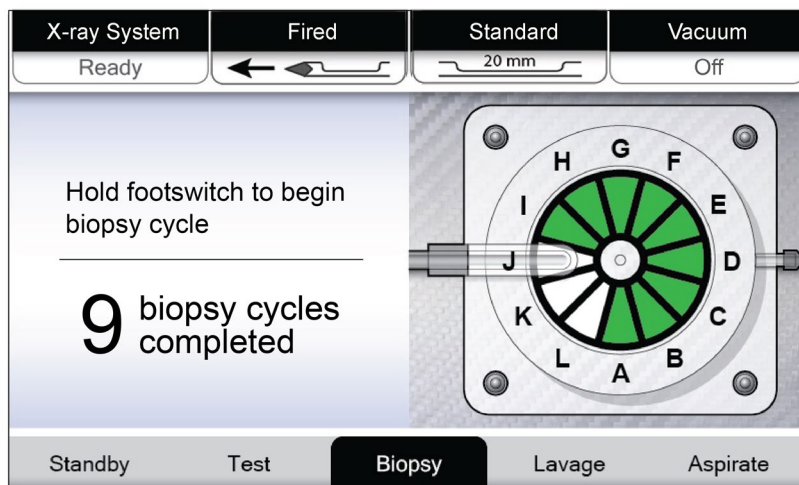 X-ray System
Fired
Standard
Vacuum
Ready
20 mm
Off
Hold footswitch to begin
biopsy cycle
9 biopsy cycles
completed
G
H
F
I
E
J
D
K
C
L
B
A
Standby
Test
Biopsy
Lavage
Aspirate